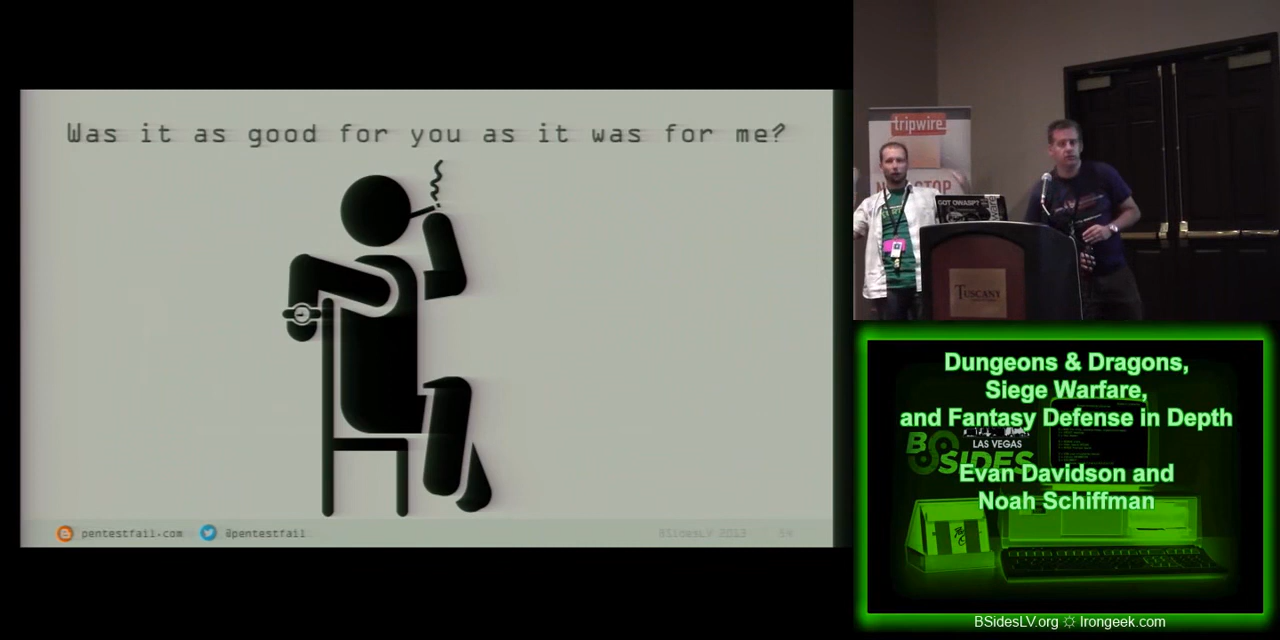 Was it as good for you as it was for me?
pentestfail.com
@pentestfail
BSidesLV 2013
tripwire
GOT OWASP?
TUSCANY
Dungeons & Dragons,
Siege Warfare,
and Fantasy Defense in Depth
LAS VEGAS
BSIDES
Evan Davidson and
Noah Schiffman
BSidesLV.org
Irongeek.com